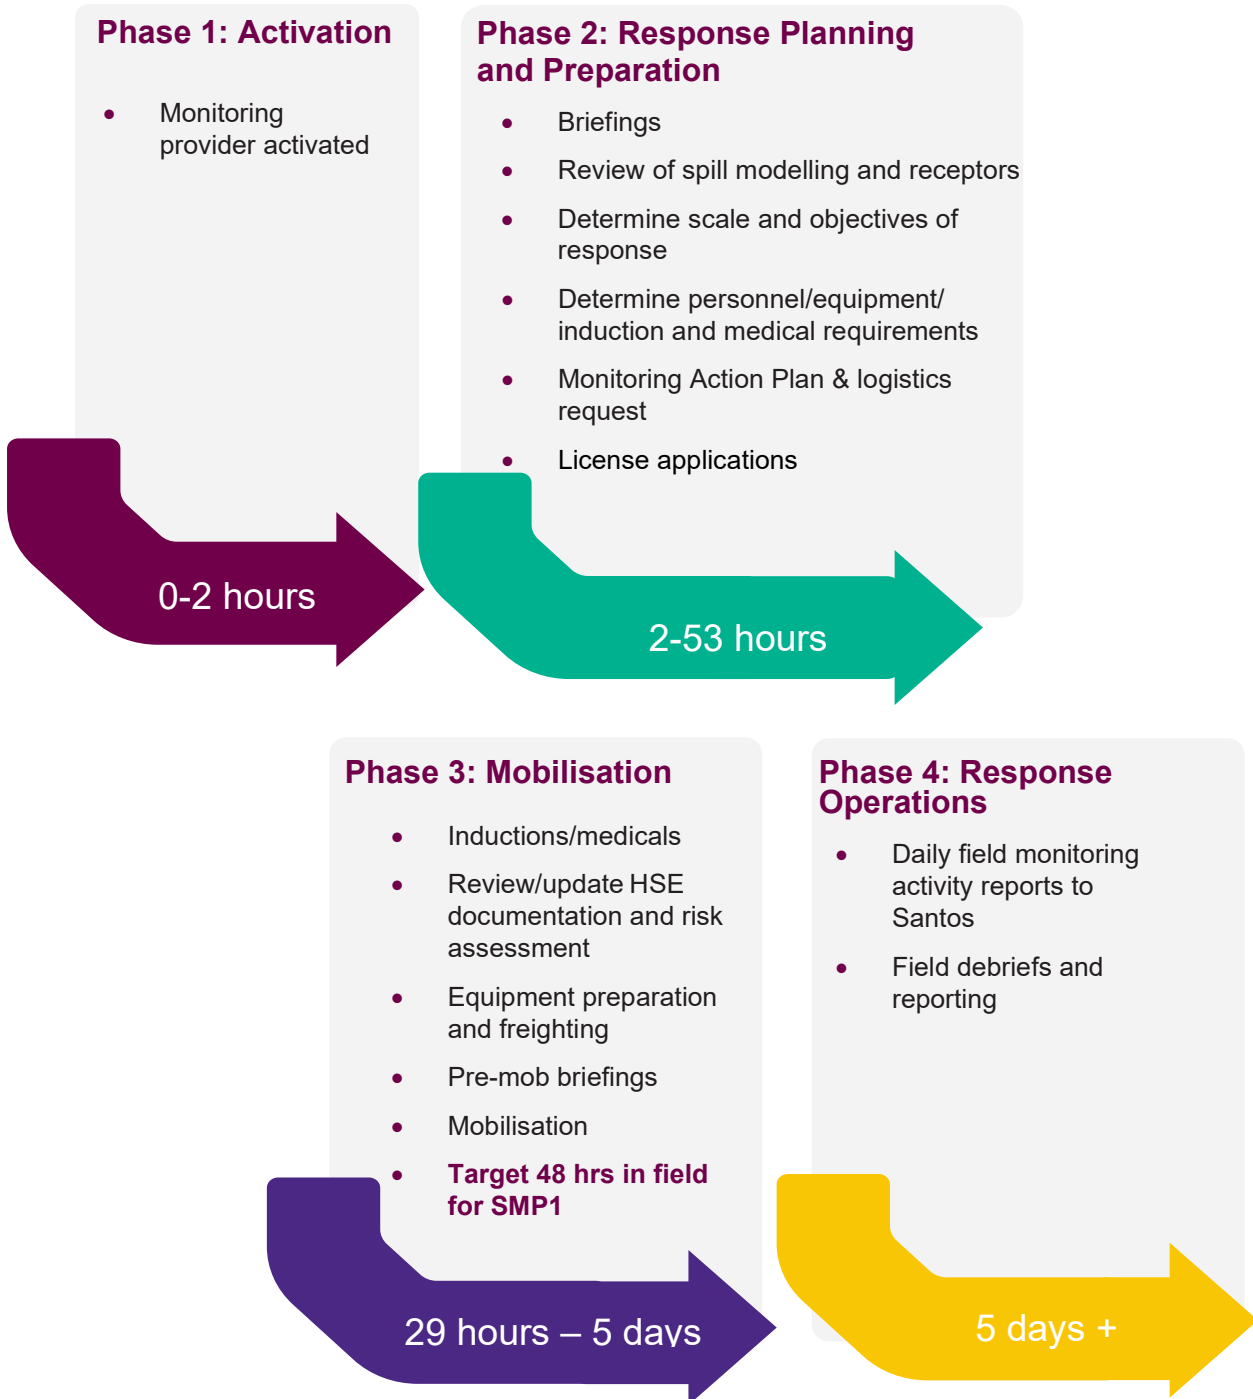 Phase 1: Activation
• Monitoring
provider activated
0-2 hours
Phase 2: Response Planning
and Preparation
• Briefings
• Review of spill modelling and receptors
• Determine scale and objectives of
response
• Determine personnel/equipment/
induction and medical requirements
• Monitoring Action Plan & logistics
request
• License applications
2-53 hours
Phase 3: Mobilisation
• Inductions/medicals
• Review/update HSE
documentation and risk
assessment
• Equipment preparation
and freighting
• Pre-mob briefings
• Mobilisation
• Target 48 hrs in field
for SMP1
29 hours – 5 days
Phase 4: Response
Operations
• Daily field monitoring
activity reports to
Santos
• Field debriefs and
reporting
5 days +